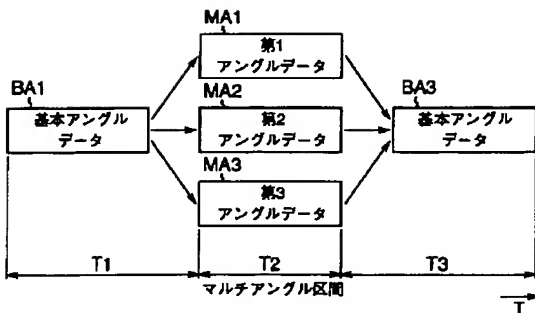 MA1
第1
アングルデータ
BA1
基本アングル
データ
MA2
第2
アングルデータ
BA3
基本アングル
データ
MA3
第3
アングルデータ
T1
T2
T3
マルチアングル区間
T